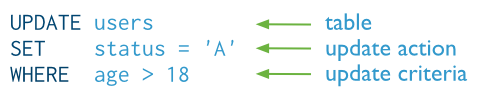 UPDATE users table
SET status = 'A' update action
WHERE age > 18 update criteria